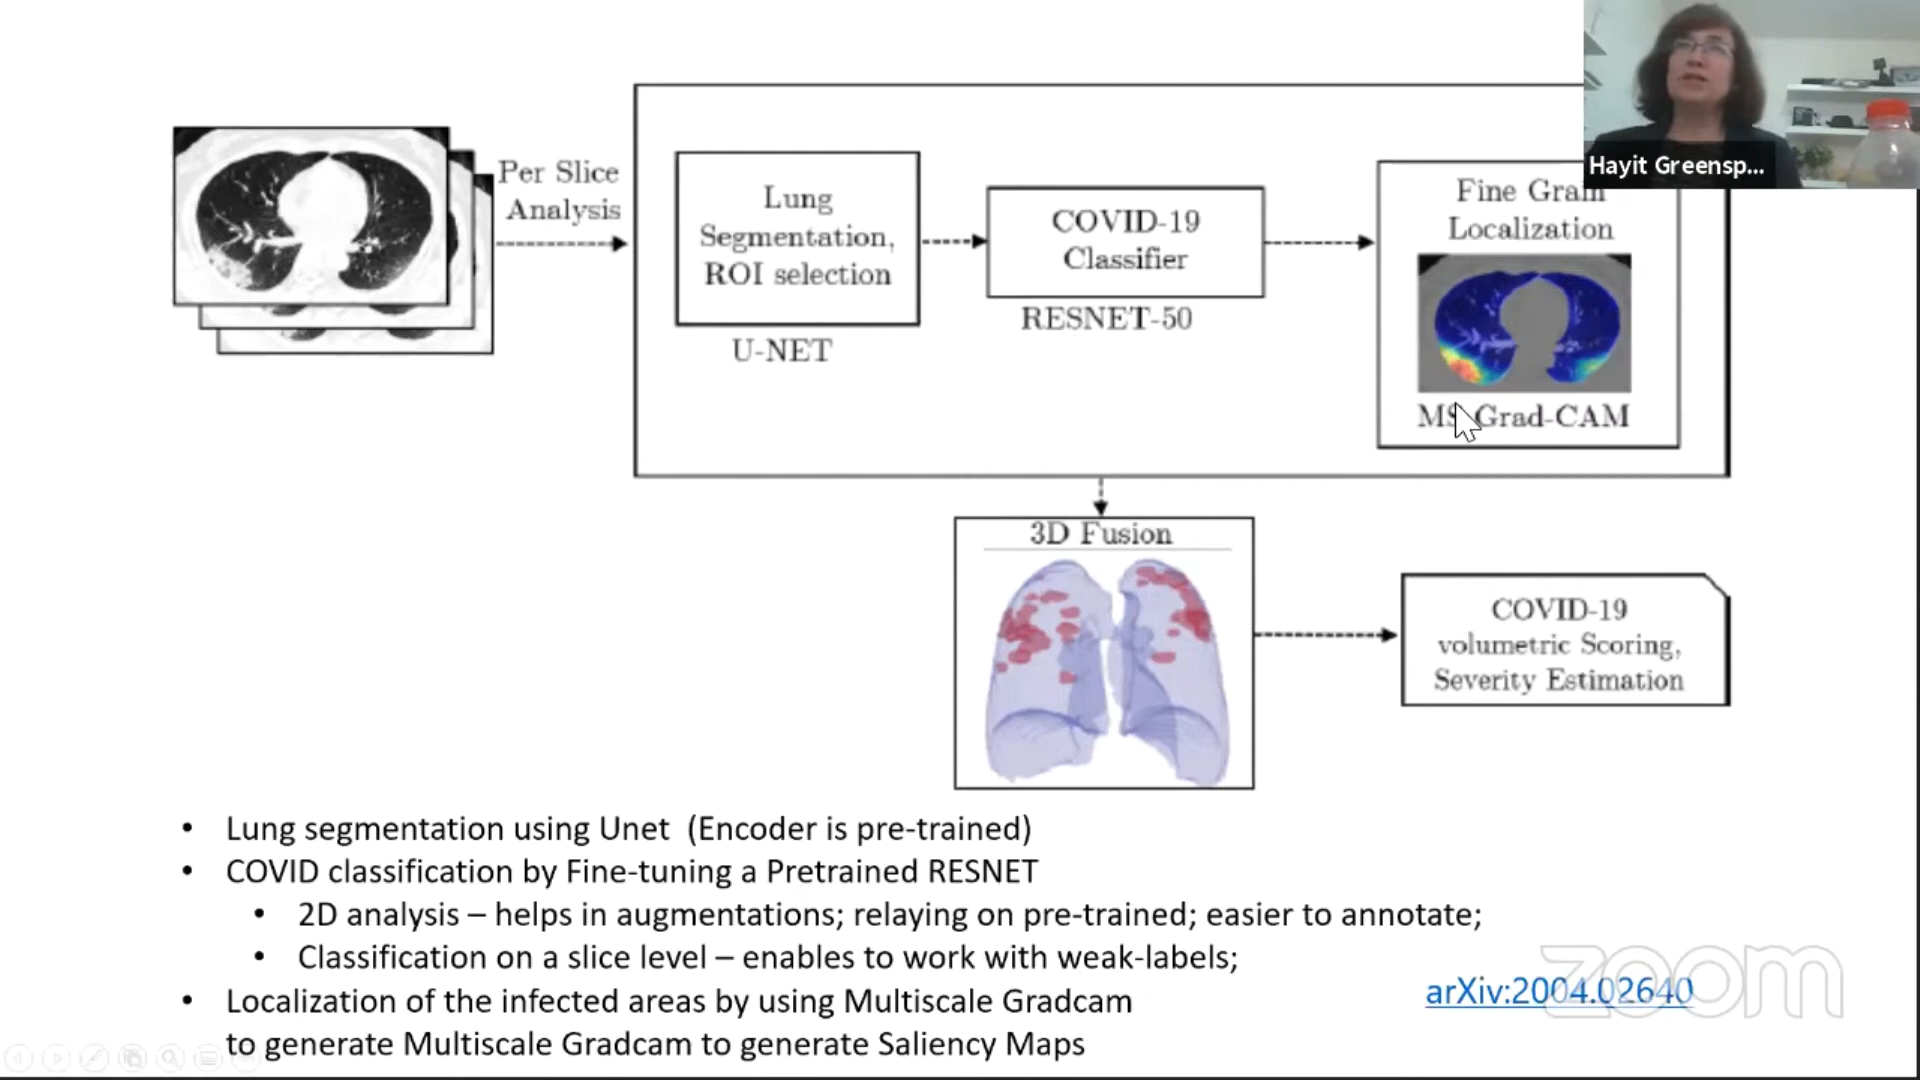 Per Slice
Analysis
Lung
Segmentation,
ROI selection
U-NET
COVID-19
Classifier
RESNET-50
Fine Grain
Localization
MS Grad-CAM
Hayit Greensp...
3D Fusion
COVID-19
volumetric Scoring,
Severity Estimation
• Lung segmentation using Unet (Encoder is pre-trained)
• COVID classification by Fine-tuning a Pretrained RESNET
• 2D analysis – helps in augmentations; relaying on pre-trained; easier to annotate;
• Classification on a slice level – enables to work with weak-labels;
• Localization of the infected areas by using Multiscale Gradcam
to generate Multiscale Gradcam to generate Saliency Maps
arXiv:2004.02640
zoom